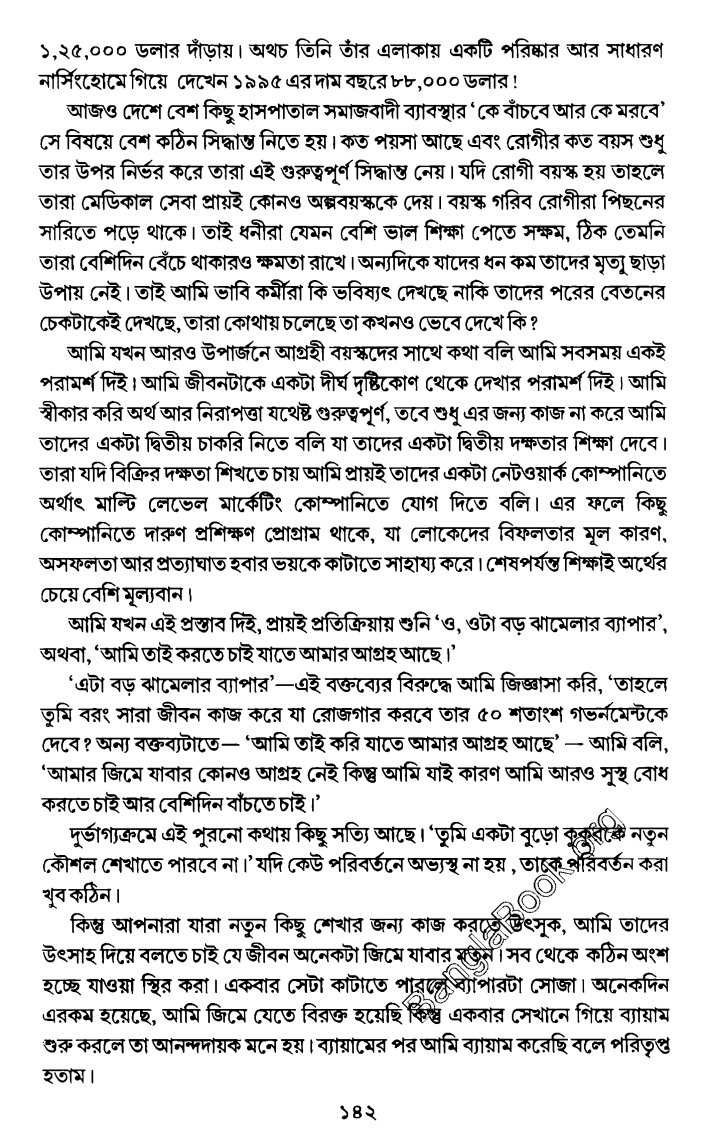 ১,২৫,০০০ ডলার দাঁড়ায়। অথচ তিনি তাঁর এলাকায় একটি পরিষ্কার আর সাধারণ
নার্সিংহোমে গিয়ে দেখেন ১৯৯৫ এর দাম বছরে ৮৮,০০০ ডলার!
আজও দেশে বেশ কিছু হাসপাতাল সমাজবাদী ব্যাবস্থার ‘কে বাঁচবে আর কে মরবে’
সে বিষয়ে বেশ কঠিন সিদ্ধান্ত নিতে হয়। কত পয়সা আছে এবং রোগীর কত বয়স শুধু
তার উপর নির্ভর করে তারা এই গুরুত্বপূর্ণ সিদ্ধান্ত নেয়। যদি রোগী বয়স্ক হয় তাহলে
তারা মেডিকাল সেবা প্রায়ই কোনও অল্পবয়স্ককে দেয়। বয়স্ক গরিব রোগীরা পিছনের
সারিতে পড়ে থাকে। তাই ধনীরা যেমন বেশি ভাল শিক্ষা পেতে সক্ষম, ঠিক তেমনি
তারা বেশিদিন বেঁচে থাকারও ক্ষমতা রাখে। অন্যদিকে যাদের ধন কম তাদের মৃত্যু ছাড়া
উপায় নেই। তাই আমি ভাবি কর্মীরা কি ভবিষ্যৎ দেখছে নাকি তাদের পরের বেতনের
চেকটাকেই দেখছে, তারা কোথায় চলেছে তা কখনও ভেবে দেখে কি?
আমি যখন আরও উপার্জনে আগ্রহী বয়স্কদের সাথে কথা বলি আমি সবসময় একই
পরামর্শ দিই। আমি জীবনটাকে একটা দীর্ঘ দৃষ্টিকোণ থেকে দেখার পরামর্শ দিই। আমি
স্বীকার করি অর্থ আর নিরাপত্তা যথেষ্ট গুরুত্বপূর্ণ, তবে শুধু এর জন্য কাজ না করে আমি
তাদের একটা দ্বিতীয় চাকরি নিতে বলি যা তাদের একটা দ্বিতীয় দক্ষতার শিক্ষা দেবে।
তারা যদি বিক্রির দক্ষতা শিখতে চায় আমি প্রায়ই তাদের একটা নেটওয়ার্ক কোম্পানিতে
অর্থাৎ মাল্টি লেভেল মার্কেটিং কোম্পানিতে যোগ দিতে বলি। এর ফলে কিছু
কোম্পানিতে দারুণ প্রশিক্ষণ প্রোগ্রাম থাকে, যা লোকেদের বিফলতার মূল কারণ,
অসফলতা আর প্রত্যাঘাত হবার ভয়কে কাটাতে সাহায্য করে। শেষপর্যন্ত শিক্ষাই অর্থের
চেয়ে বেশি মূল্যবান।
আমি যখন এই প্রস্তাব দিই, প্রায়ই প্রতিক্রিয়ায় শুনি ‘ও, ওটা বড় ঝামেলার ব্যাপার’,
অথবা, ‘আমি তাই করতে চাই যাতে আমার আগ্রহ আছে।’
‘এটা বড় ঝামেলার ব্যাপার’—এই বক্তব্যের বিরুদ্ধে আমি জিজ্ঞাসা করি, ‘তাহলে
তুমি বরং সারা জীবন কাজ করে যা রোজগার করবে তার ৫০ শতাংশ গভর্নমেন্টকে
দেবে? অন্য বক্তব্যটাতে— ‘আমি তাই করি যাতে আমার আগ্রহ আছে’ — আমি বলি,
‘আমার জিমে যাবার কোনও আগ্রহ নেই কিন্তু আমি যাই কারণ আমি আরও সুস্থ বোধ
করতে চাই আর বেশিদিন বাঁচতে চাই।’
দুর্ভাগ্যক্রমে এই পুরনো কথায় কিছু সত্যি আছে। ‘তুমি একটা বুড়ো কুকুরকে নতুন
কৌশল শেখাতে পারবে না।’ যদি কেউ পরিবর্তনে অভ্যস্থ না হয় , তাকে পরিবর্তন করা
খুব কঠিন।
কিন্তু আপনারা যারা নতুন কিছু শেখার জন্য কাজ করতে উৎসুক, আমি তাদের
উৎসাহ দিয়ে বলতে চাই যে জীবন অনেকটা জিমে যাবার মতন। সব থেকে কঠিন অংশ
হচ্ছে যাওয়া স্থির করা। একবার সেটা কাটাতে পারলে ব্যাপারটা সোজা। অনেকদিন
এরকম হয়েছে, আমি জিমে যেতে বিরক্ত হয়েছি কিন্তু একবার সেখানে গিয়ে ব্যায়াম
শুরু করলে তা আনন্দদায়ক মনে হয়। ব্যায়ামের পর আমি ব্যায়াম করেছি বলে পরিতৃপ্ত
হতাম।
BanglaBook.org
১৪২